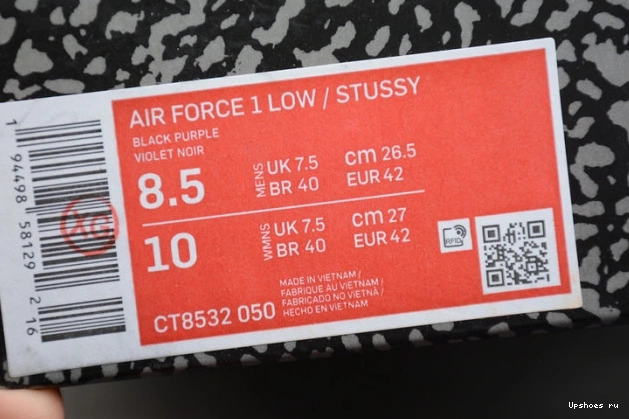 AIR FORCE 1 LOW / STUSSY
BLACK PURPLE
VIOLET NOIR
8.5
MENS
UK 7.5 cm 26.5
BR 40 EUR 42
10
WMNS
UK 7.5 cm 27
BR 40 EUR 42
RFID
MADE IN VIETNAM /
FABRIQUE AU VIETNAM /
FABRICADO NO VIETNÃ /
HECHO EN VIETNAM
CT8532 050
1 94498 58129 2 16
XG
Upshoes ru